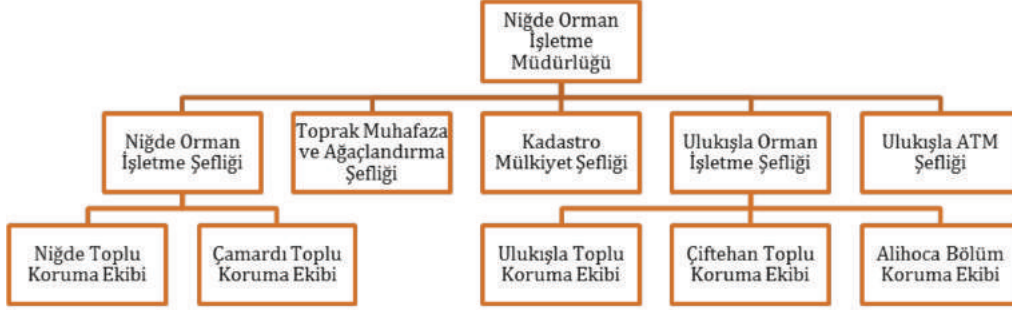 Niğde Orman
İşletme
Müdürlüğü
Niğde Orman
İşletme Şefliği
Toprak Muhafaza
ve Ağaçlandırma
Şefliği
Kadastro
Mülkiyet Şefliği
Ulukışla Orman
İşletme Şefliği
Ulukışla ATM
Şefliği
Niğde Toplu
Koruma Ekibi
Çamardı Toplu
Koruma Ekibi
Ulukışla Toplu
Koruma Ekibi
Çiftehan Toplu
Koruma Ekibi
Alihoca Bölüm
Koruma Ekibi